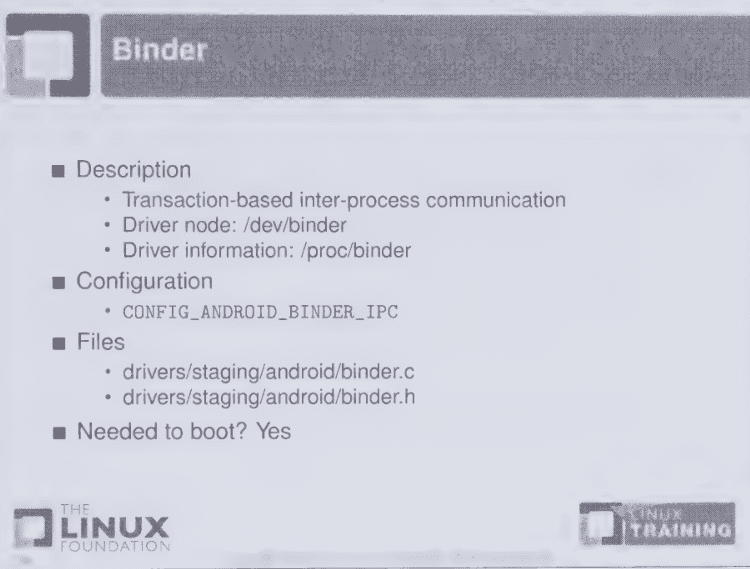 Binder
■ Description
• Transaction-based inter-process communication
• Driver node: /dev/binder
• Driver information: /proc/binder
■ Configuration
• CONFIG_ANDROID_BINDER_IPC
■ Files
• drivers/staging/android/binder.c
• drivers/staging/android/binder.h
■ Needed to boot? Yes
THE
LINUX
FOUNDATION
LINUX
TRAINING